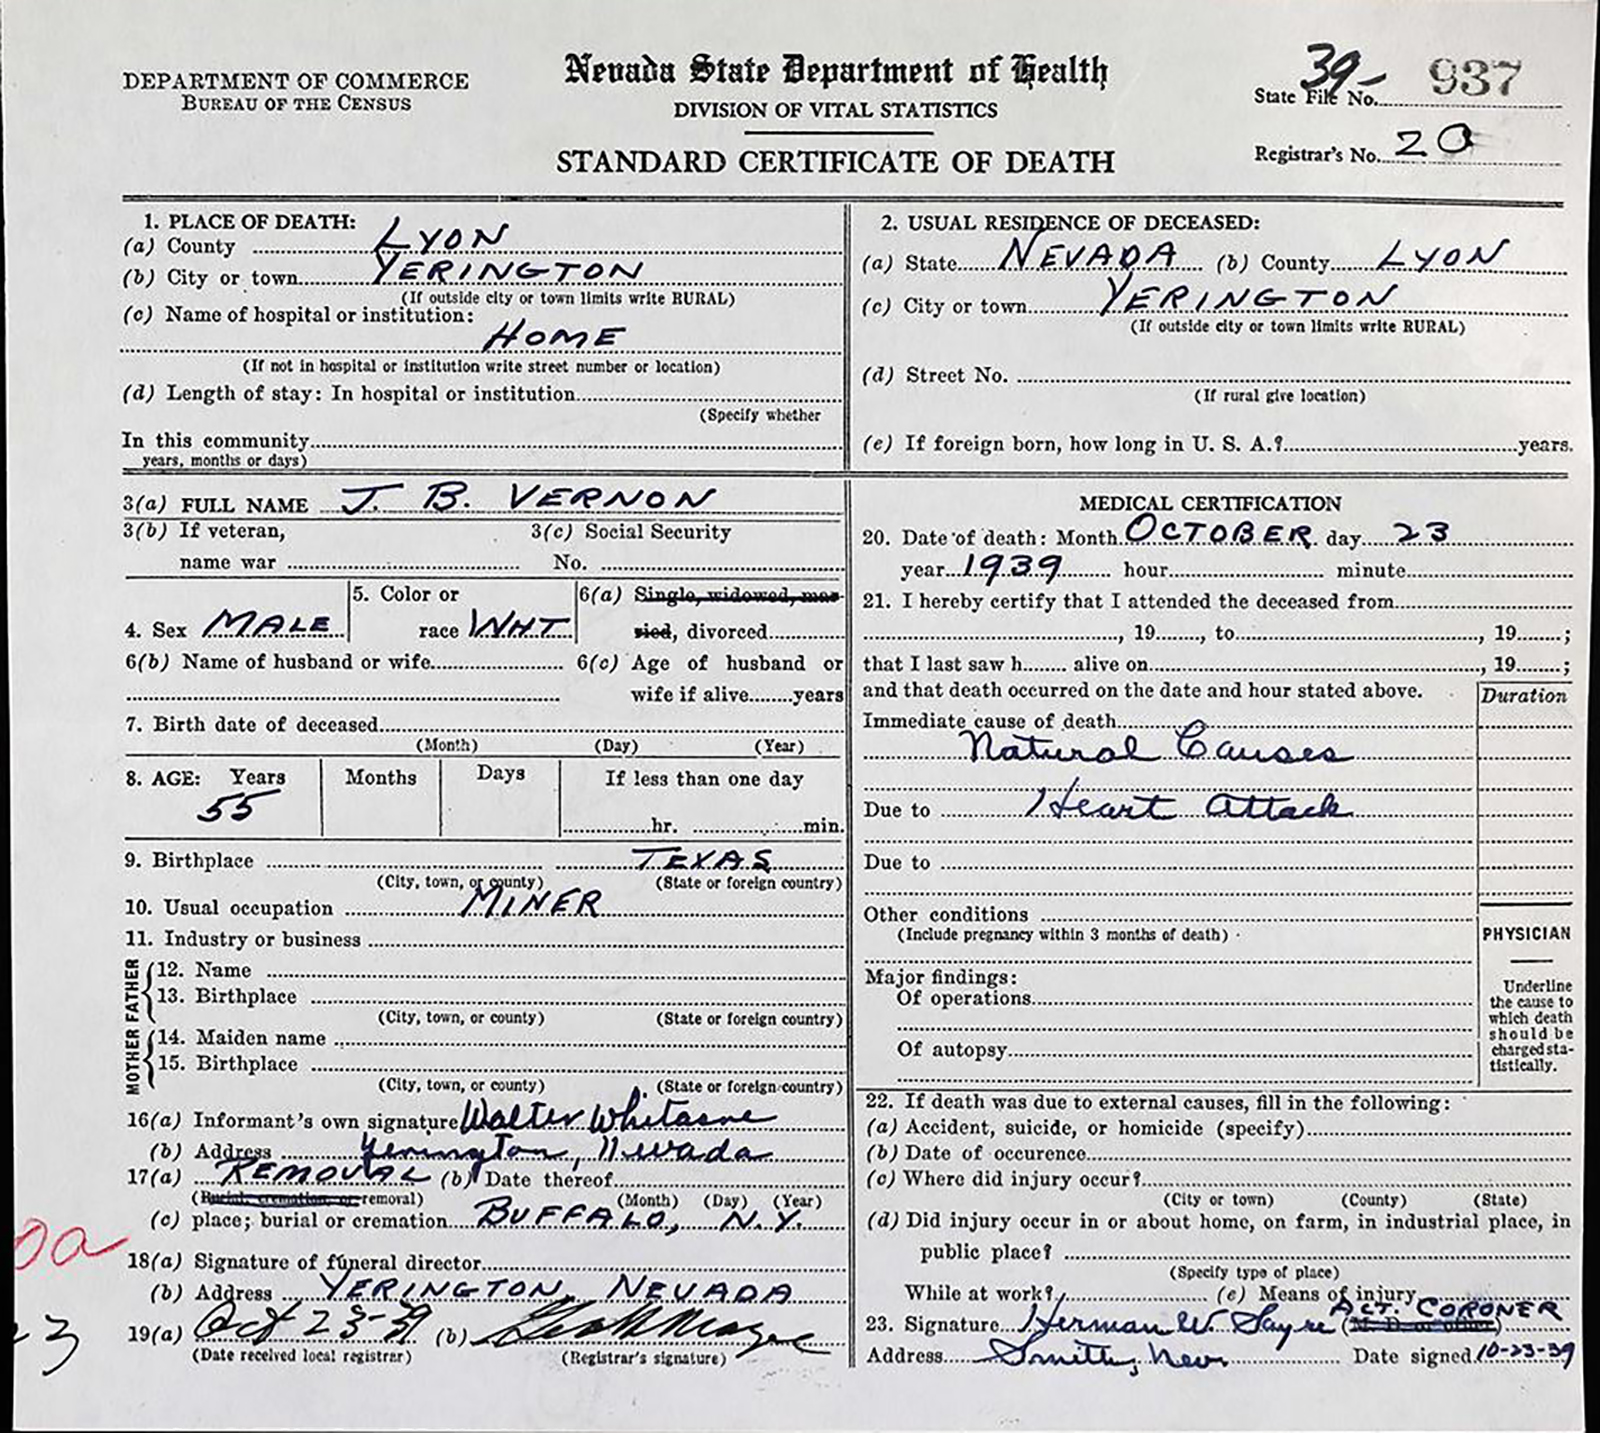 DEPARTMENT OF COMMERCE
BUREAU OF THE CENSUS
Nevada State Department of Health
DIVISION OF VITAL STATISTICS
STANDARD CERTIFICATE OF DEATH
State File No. 39- 937
Registrar's No. 20
1. PLACE OF DEATH:
(a) County LYON
(b) City or town YERINGTON
(If outside city or town limits write RURAL)
(c) Name of hospital or institution:
HOME
(If not in hospital or institution write street number or location)
(d) Length of stay: In hospital or institution
(Specify whether
In this community
years, months or days)
2. USUAL RESIDENCE OF DECEASED:
(a) State NEVADA (b) County LYON
(c) City or town YERINGTON
(If outside city or town limits write RURAL)
(d) Street No.
(If rural give location)
(e) If foreign born, how long in U. S. A.? years.
3(a) FULL NAME J. B. VERNON
3(b) If veteran, 3(c) Social Security
name war No.
4. Sex MALE
5. Color or
race WHT
6(a) Single, widowed, mar-
ried, divorced
6(b) Name of husband or wife 6(c) Age of husband or
wife if alive years
7. Birth date of deceased
(Month) (Day) (Year)
8. AGE: Years Months Days If less than one day
55
hr. min.
9. Birthplace TEXAS
(City, town, or county) (State or foreign country)
10. Usual occupation MINER
11. Industry or business
FATHER
12. Name
13. Birthplace
(City, town, or county) (State or foreign country)
MOTHER
14. Maiden name
15. Birthplace
(City, town, or county) (State or foreign country)
16(a) Informant's own signature Walter
(b) Address Yerington, Nevada
17(a) REMOVAL (b) Date thereof
(Burial, cremation, or removal) (Month) (Day) (Year)
(c) place; burial or cremation BUFFALO, N.Y.
18(a) Signature of funeral director
(b) Address YERINGTON, NEVADA
19(a) Oct 23-39 (b)
(Date received local registrar) (Registrar's signature)
MEDICAL CERTIFICATION
20. Date of death: Month OCTOBER day 23
year 1939 hour minute
21. I hereby certify that I attended the deceased from
, 19 , to , 19 ;
that I last saw h alive on , 19 ;
and that death occurred on the date and hour stated above.
Duration
Immediate cause of death
Natural Causes
Due to Heart Attack
Due to
Other conditions
(Include pregnancy within 3 months of death)
Major findings:
Of operations
Of autopsy
PHYSICIAN
Underline
the cause to
which death
should be
charged sta-
tistically.
22. If death was due to external causes, fill in the following:
(a) Accident, suicide, or homicide (specify)
(b) Date of occurence
(c) Where did injury occur?
(City or town) (County) (State)
(d) Did injury occur in or about home, on farm, in industrial place, in
public place?
(Specify type of place)
While at work? (e) Means of injury
ACT. CORONER
23. Signature Herman W. Sayre (M. D. or other)
Address Smith, Nev. Date signed 10-23-39